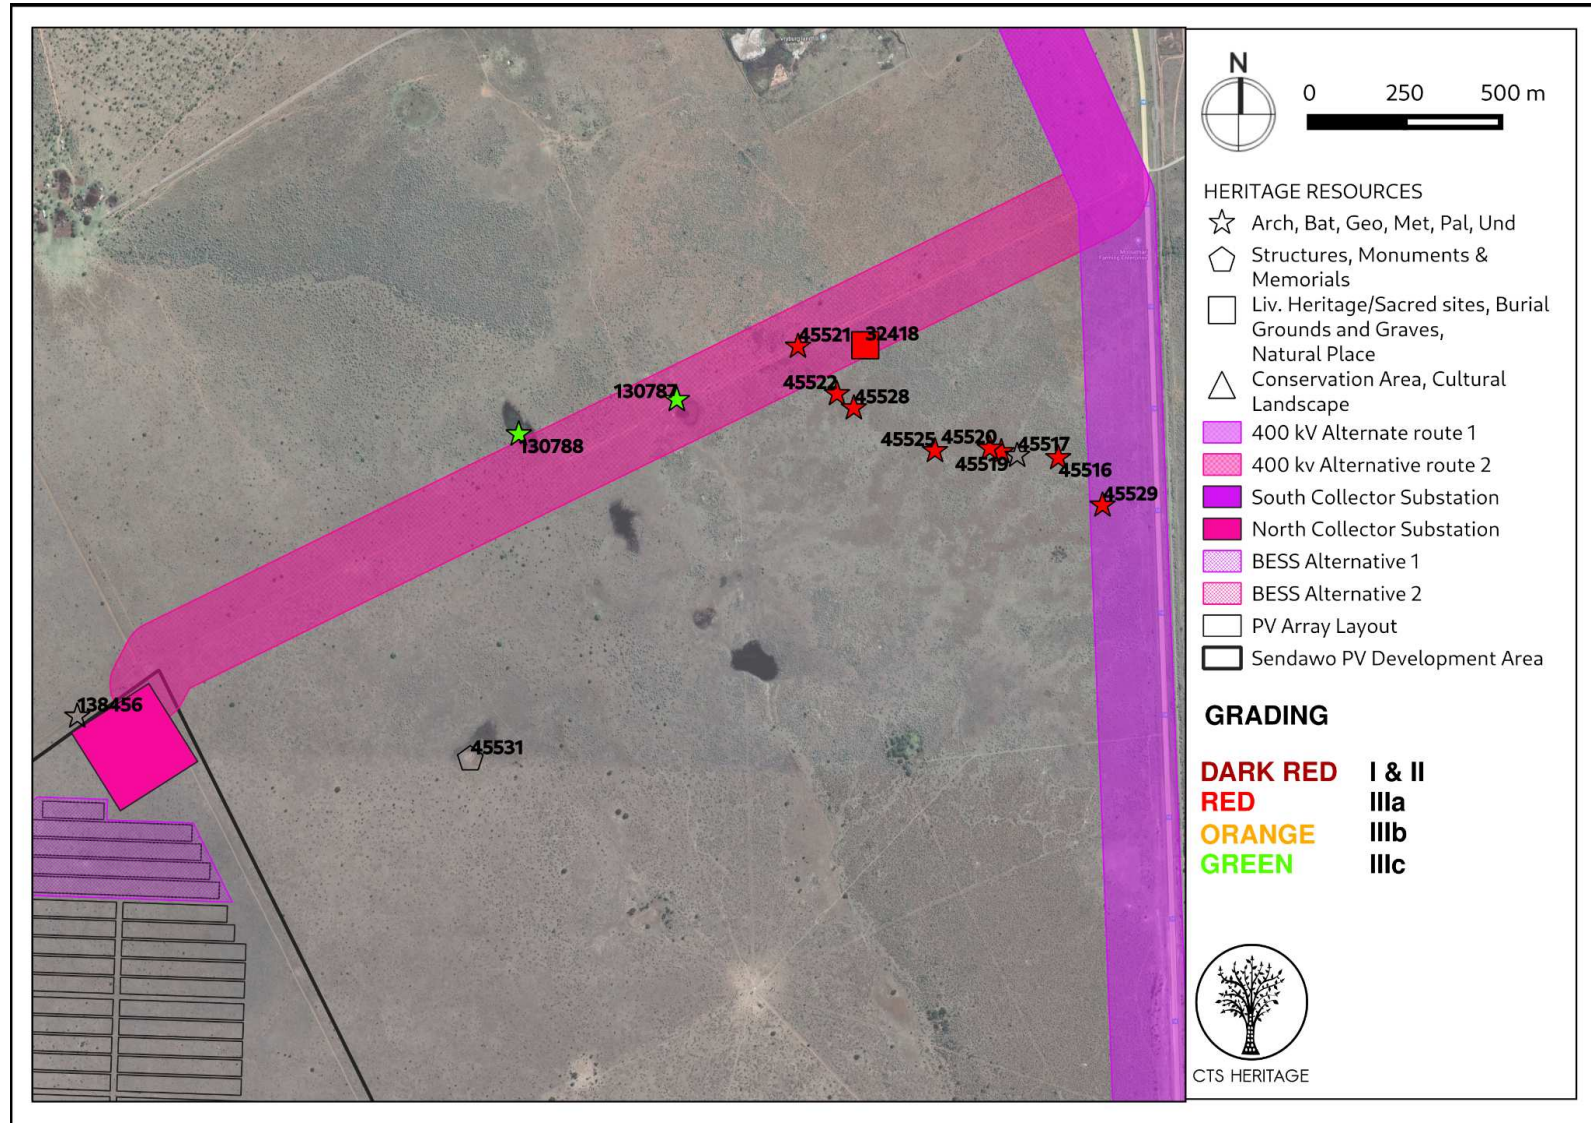 N
0 250 500 m
HERITAGE RESOURCES
Arch, Bat, Geo, Met, Pal, Und
Structures, Monuments &
Memorials
Liv. Heritage/Sacred sites, Burial
Grounds and Graves,
Natural Place
Conservation Area, Cultural
Landscape
400 kV Alternate route 1
400 kv Alternative route 2
South Collector Substation
North Collector Substation
BESS Alternative 1
BESS Alternative 2
PV Array Layout
Sendawo PV Development Area
GRADING
DARK RED I & II
RED IIIa
ORANGE IIIb
GREEN IIIc
CTS HERITAGE
45521
32418
45522
45528
130787
130788
45525
45520
45517
45519
45516
45529
138456
45531